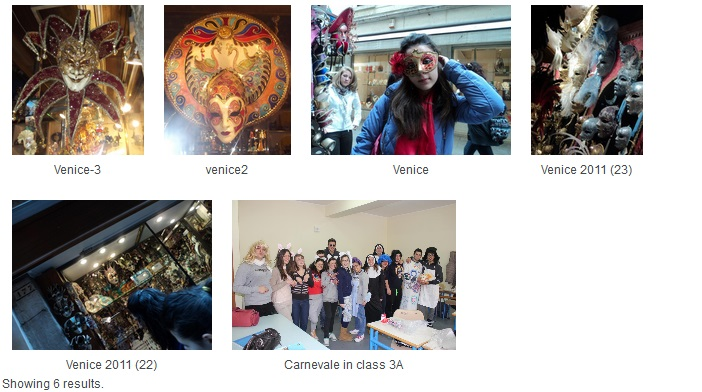 Venice-3
venice2
Venice
Venice 2011 (23)
Venice 2011 (22)
Carnevale in class 3A
Showing 6 results.